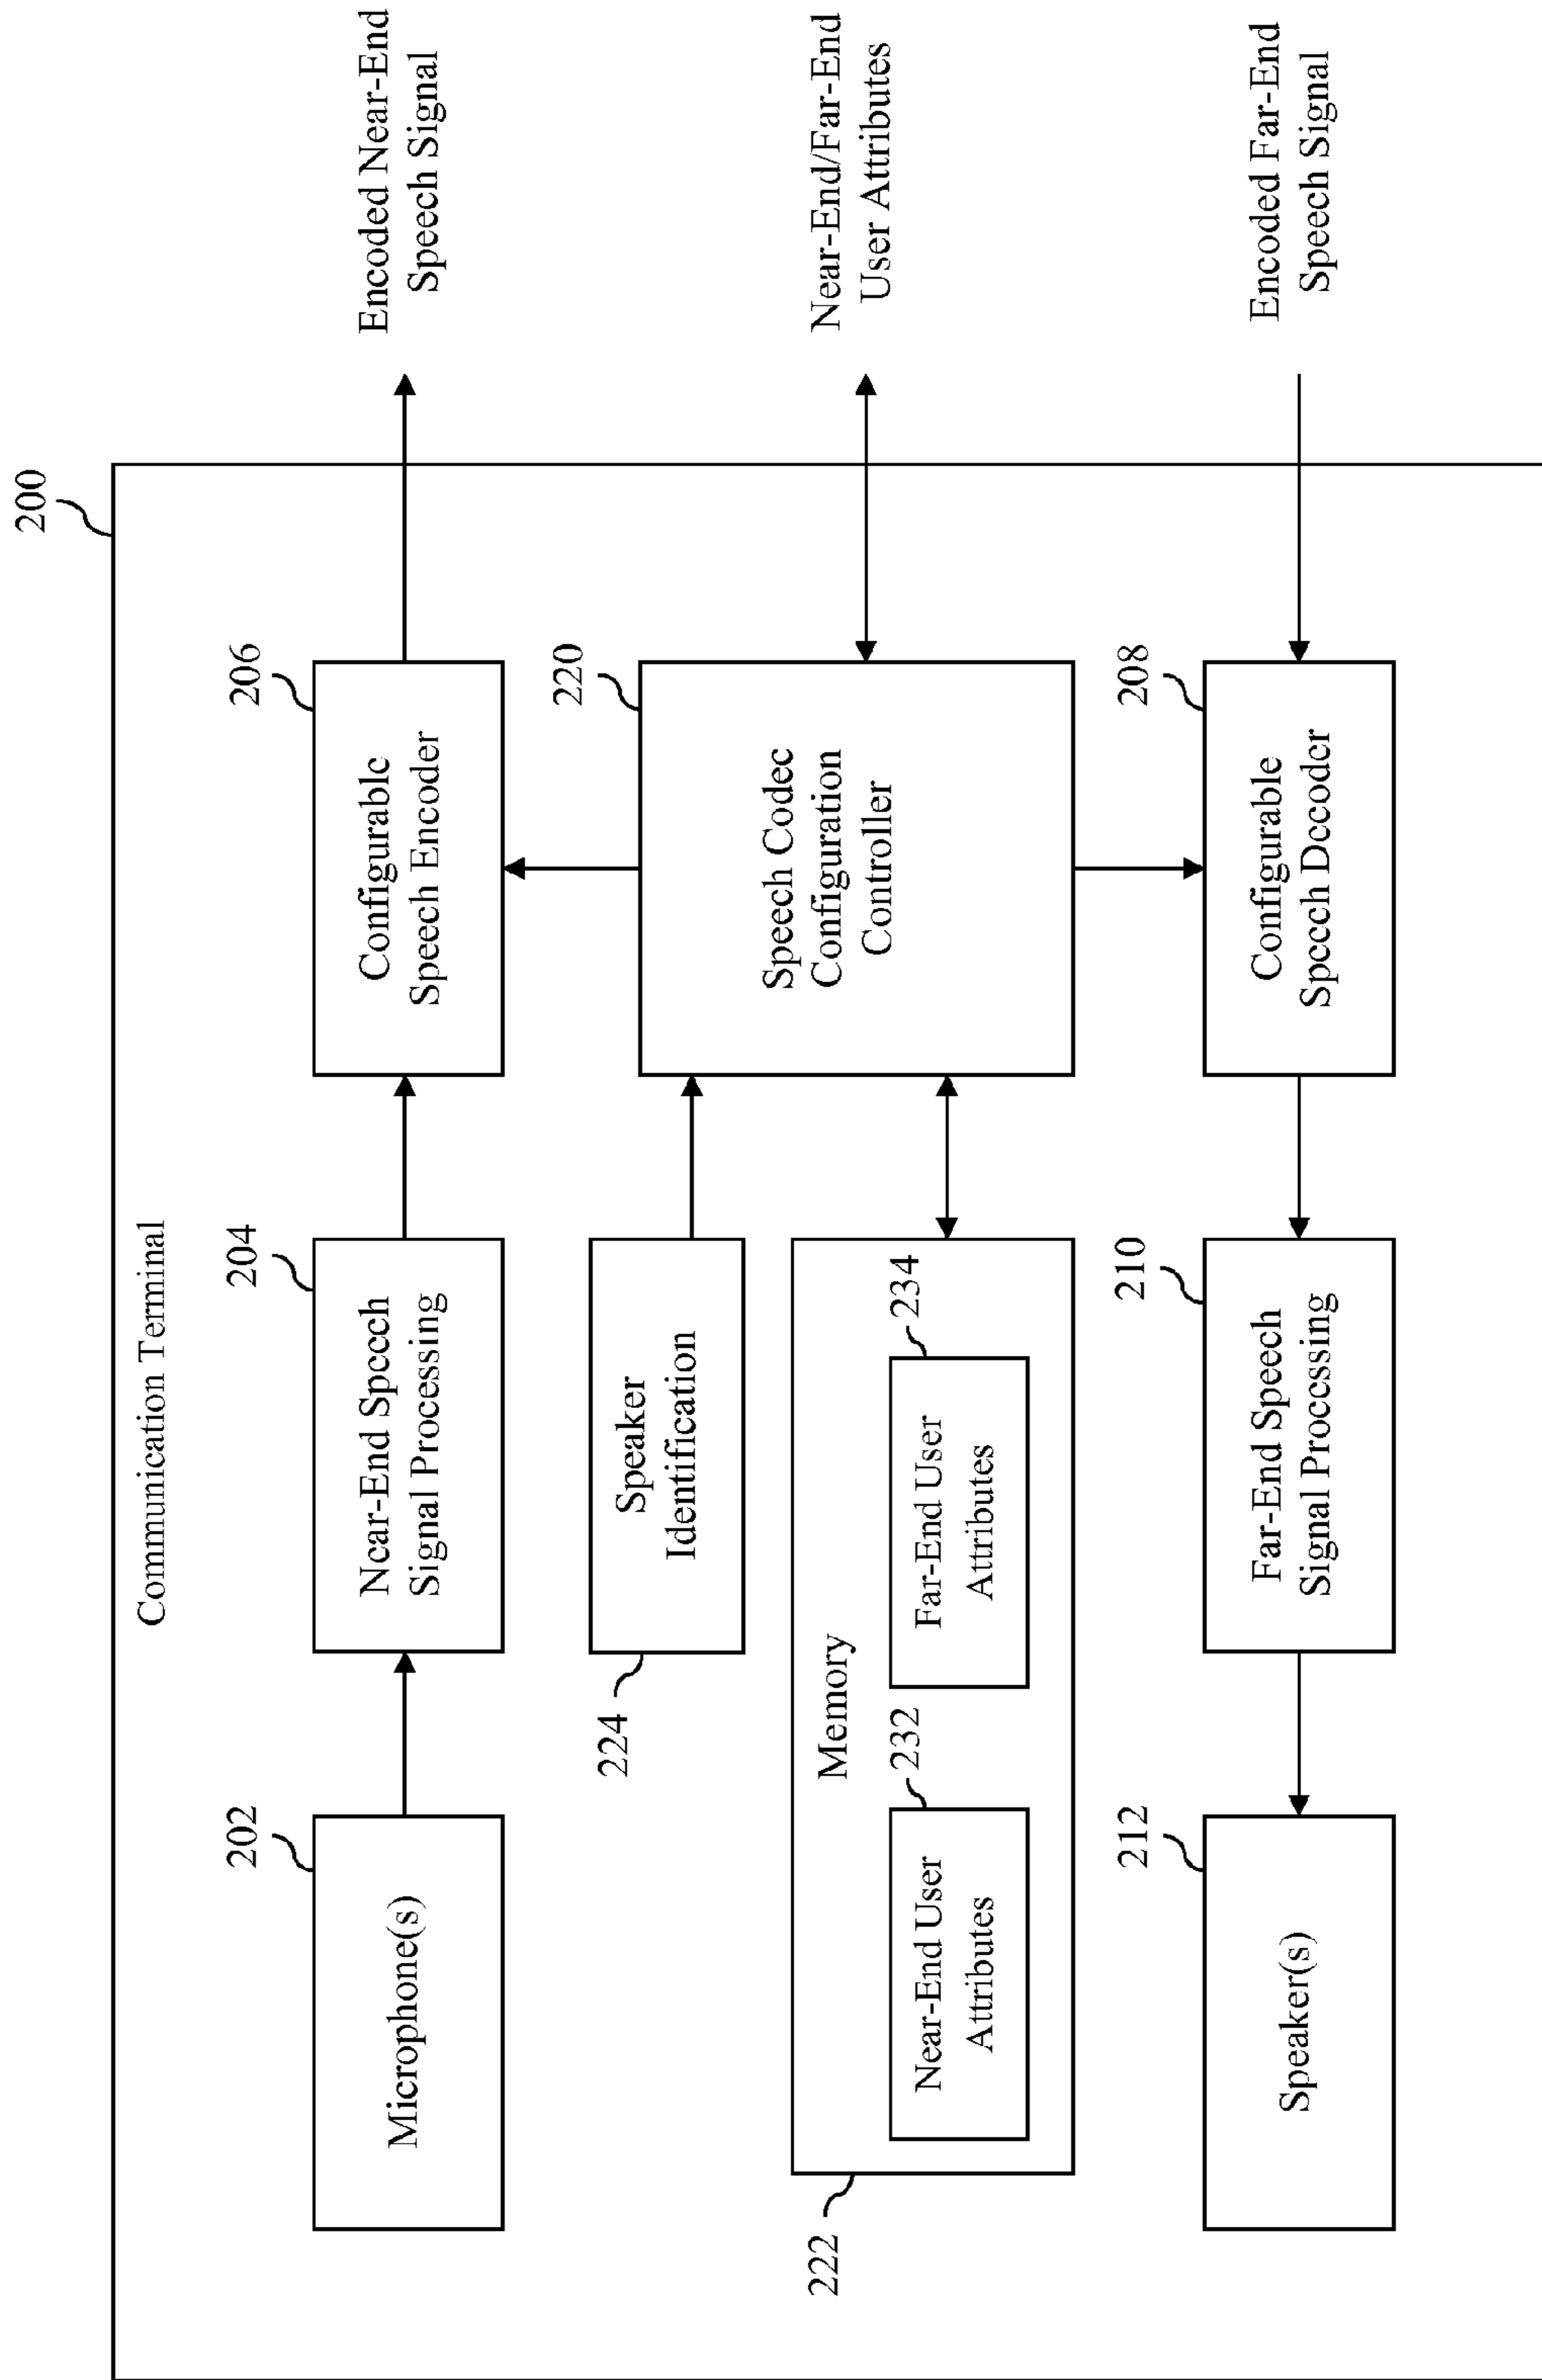 200
Communication Terminal
202
Microphone(s)
204
Near-End Speech
Signal Processing
206
Configurable
Speech Encoder
Encoded Near-End
Speech Signal
224
Speaker
Identification
220
Speech Codec
Configuration
Controller
Near-End/Far-End
User Attributes
222
Memory
232
Near-End User
Attributes
234
Far-End User
Attributes
212
Speaker(s)
210
Far-End Speech
Signal Processing
208
Configurable
Speech Decoder
Encoded Far-End
Speech Signal